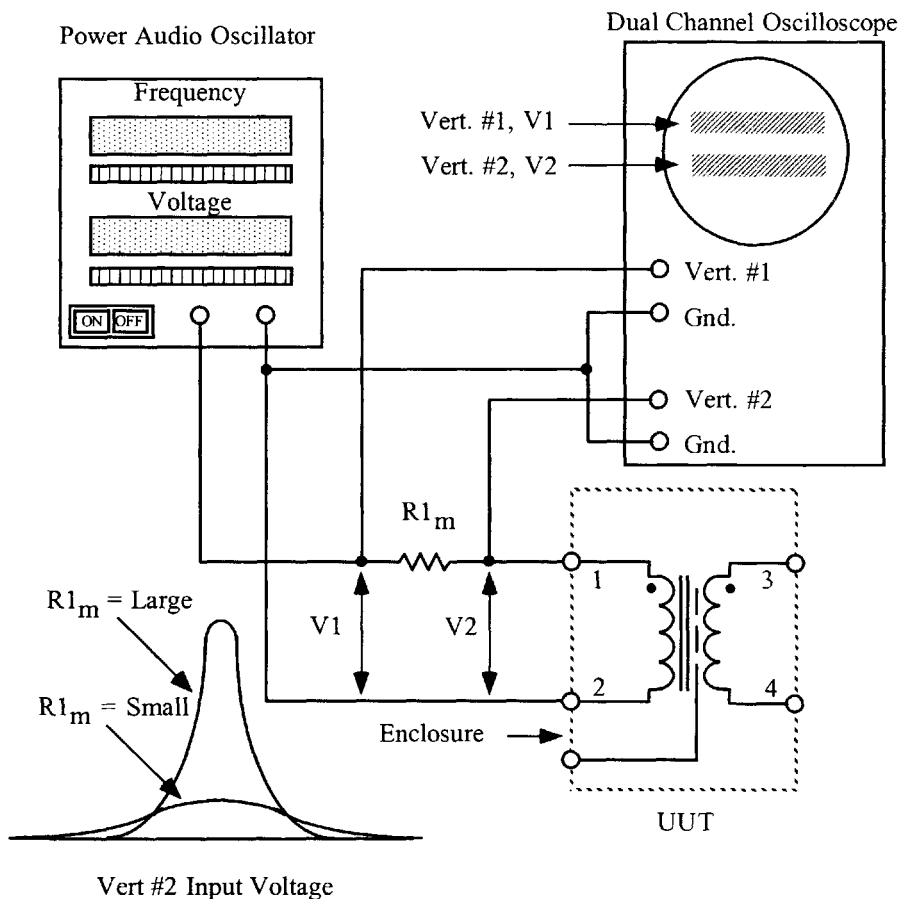 Power Audio Oscillator
Dual Channel Oscilloscope
Frequency
Voltage
ON OFF
Vert. #1, V1
Vert. #2, V2
Vert. #1
Gnd.
Vert. #2
Gnd.
R1m
R1m = Large
R1m = Small
V1
V2
1
2
3
4
Enclosure
UUT
Vert #2 Input Voltage